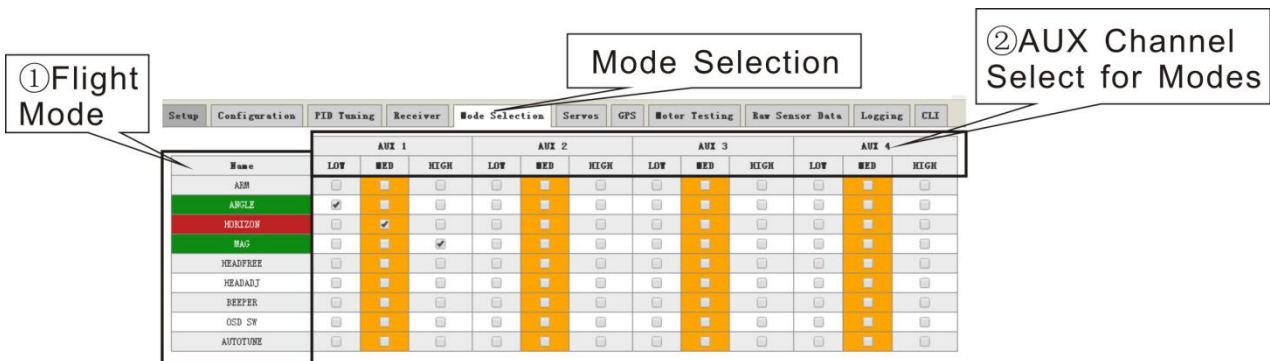 ①Flight
Mode
Mode Selection
②AUX Channel
Select for Modes
Setup Configuration PID Tuning Receiver Mode Selection Servos GPS Motor Testing Raw Sensor Data Logging CLI
AUX 1 AUX 2 AUX 3 AUX 4
Name LOW MED HIGH LOW MED HIGH LOW MED HIGH LOW MED HIGH
ARM
ANGLE
HORIZON
MAG
HEADFREE
HEADADJ
BEEPER
OSD SW
AUTOTUNE